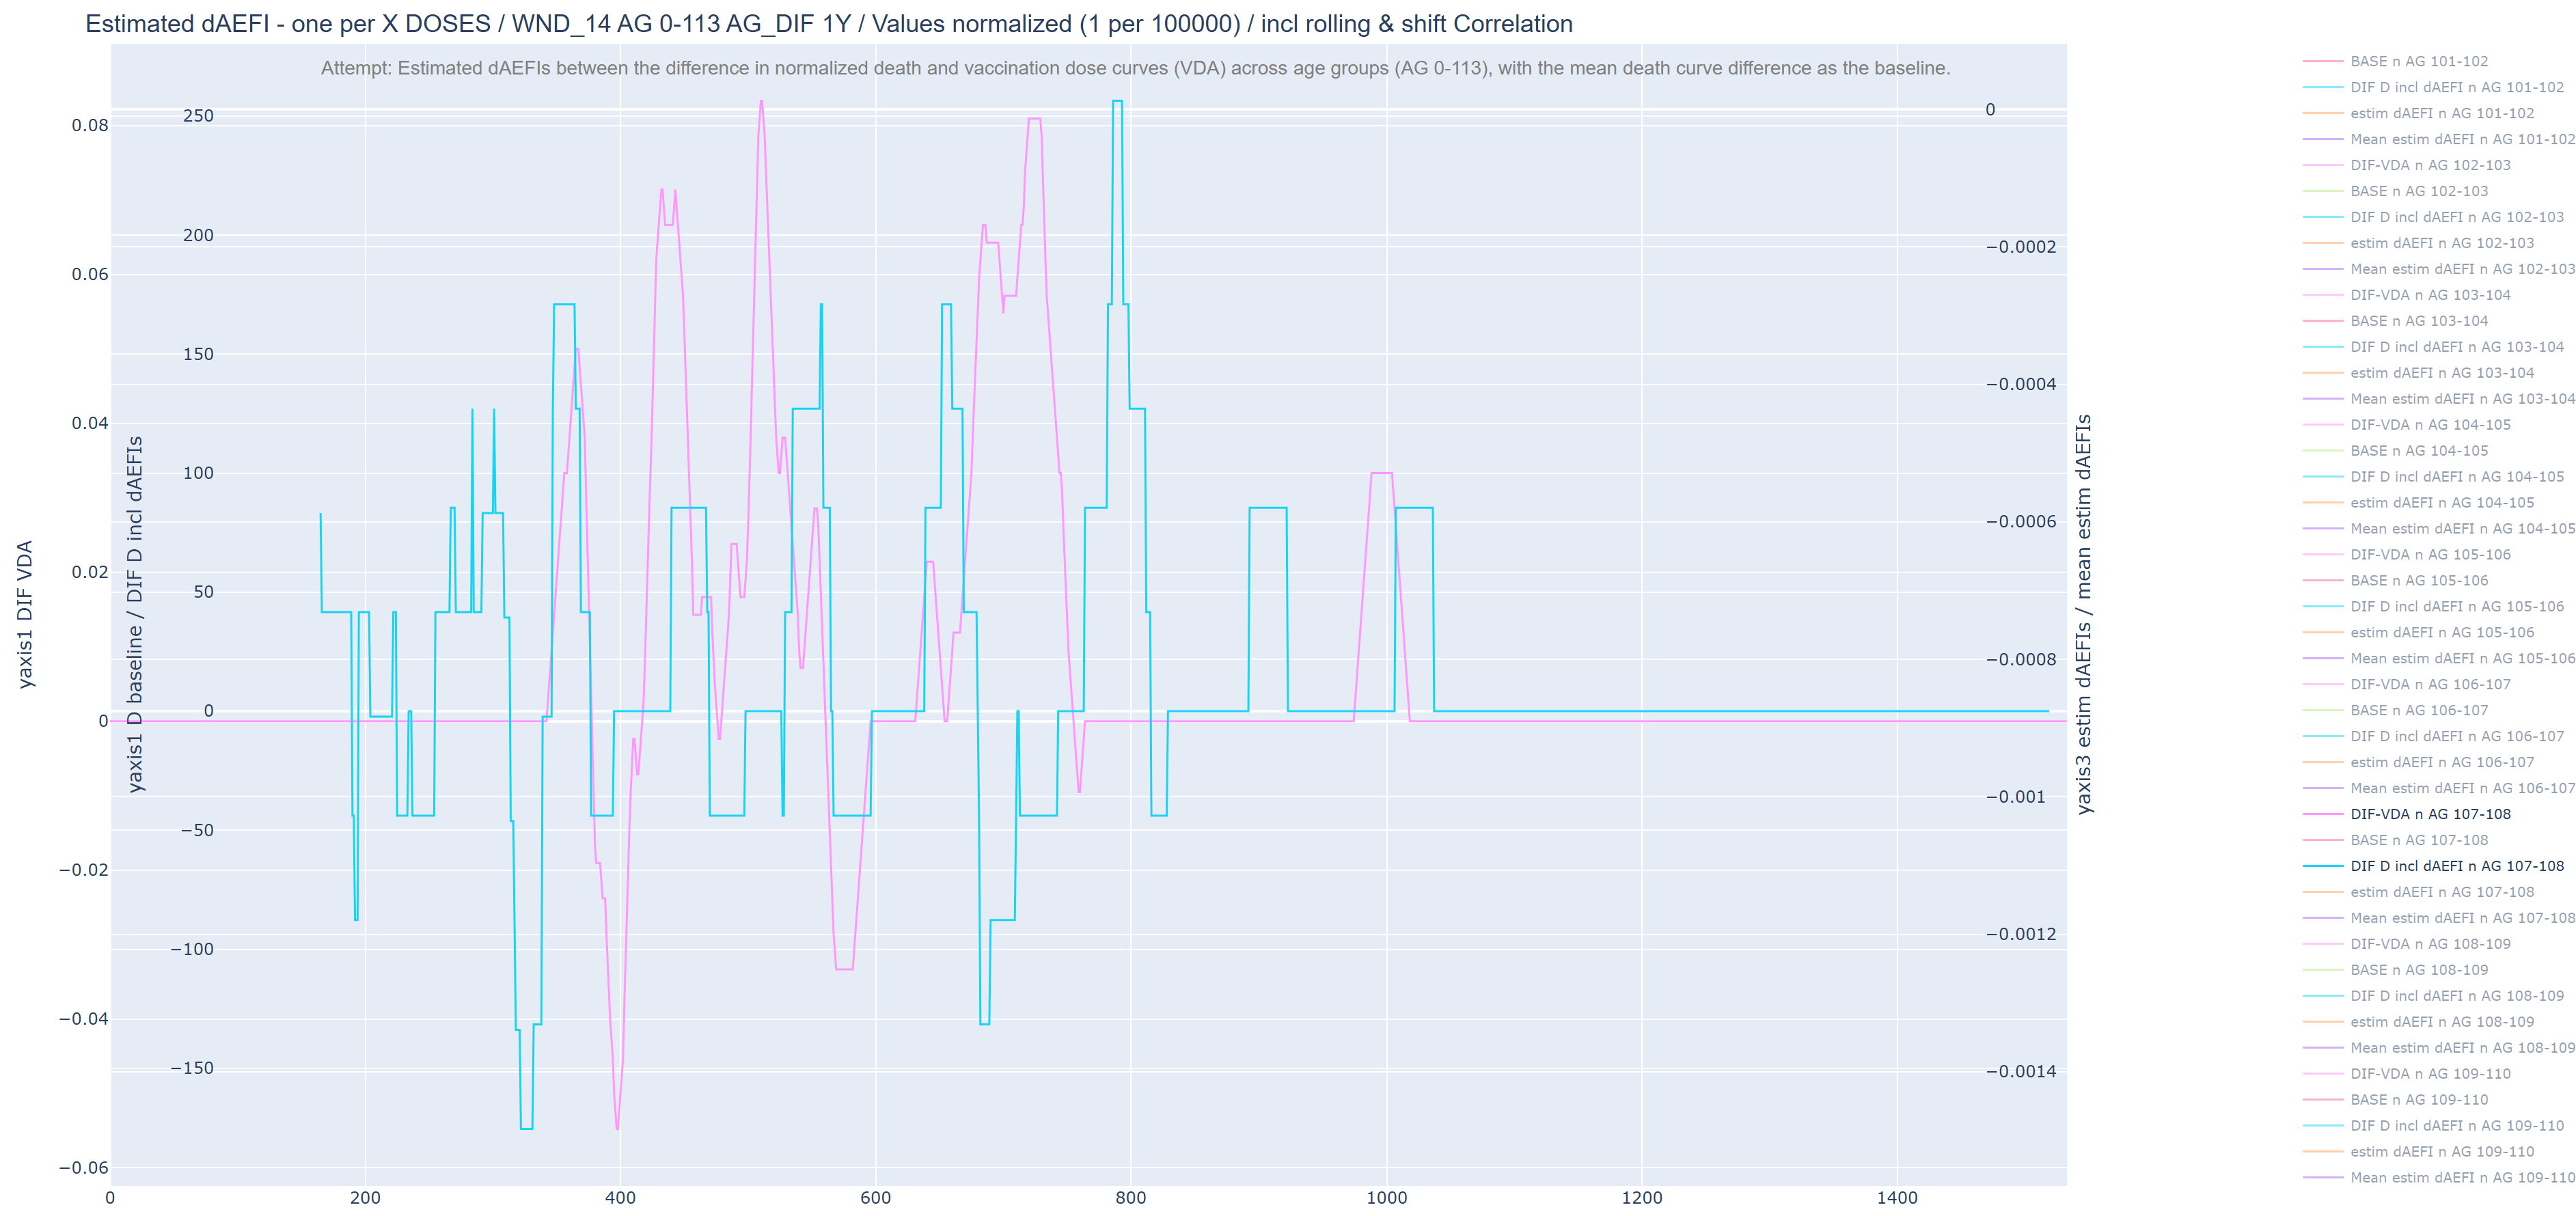 Estimated dAEFI - one per X DOSES / WND_14 AG 0-113 AG_DIF 1Y / Values normalized (1 per 100000) / incl rolling & shift Correlation
Attempt: Estimated dAEFIs between the difference in normalized death and vaccination dose curves (VDA) across age groups (AG 0-113), with the mean death curve difference as the baseline.
yaxis1 DIF VDA
0.08
0.06
0.04
0.02
0
−0.02
−0.04
−0.06
yaxis1 D baseline / DIF D incl dAEFIs
250
200
150
100
50
0
−50
−100
−150
0
−0.0002
−0.0004
−0.0006
−0.0008
−0.001
−0.0012
−0.0014
yaxis3 estim dAEFIs / mean estim dAEFIs
0
200
400
600
800
1000
1200
1400
BASE n AG 101-102
DIF D incl dAEFI n AG 101-102
estim dAEFI n AG 101-102
Mean estim dAEFI n AG 101-102
DIF-VDA n AG 102-103
BASE n AG 102-103
DIF D incl dAEFI n AG 102-103
estim dAEFI n AG 102-103
Mean estim dAEFI n AG 102-103
DIF-VDA n AG 103-104
BASE n AG 103-104
DIF D incl dAEFI n AG 103-104
estim dAEFI n AG 103-104
Mean estim dAEFI n AG 103-104
DIF-VDA n AG 104-105
BASE n AG 104-105
DIF D incl dAEFI n AG 104-105
estim dAEFI n AG 104-105
Mean estim dAEFI n AG 104-105
DIF-VDA n AG 105-106
BASE n AG 105-106
DIF D incl dAEFI n AG 105-106
estim dAEFI n AG 105-106
Mean estim dAEFI n AG 105-106
DIF-VDA n AG 106-107
BASE n AG 106-107
DIF D incl dAEFI n AG 106-107
estim dAEFI n AG 106-107
Mean estim dAEFI n AG 106-107
DIF-VDA n AG 107-108
BASE n AG 107-108
DIF D incl dAEFI n AG 107-108
estim dAEFI n AG 107-108
Mean estim dAEFI n AG 107-108
DIF-VDA n AG 108-109
BASE n AG 108-109
DIF D incl dAEFI n AG 108-109
estim dAEFI n AG 108-109
Mean estim dAEFI n AG 108-109
DIF-VDA n AG 109-110
BASE n AG 109-110
DIF D incl dAEFI n AG 109-110
estim dAEFI n AG 109-110
Mean estim dAEFI n AG 109-110